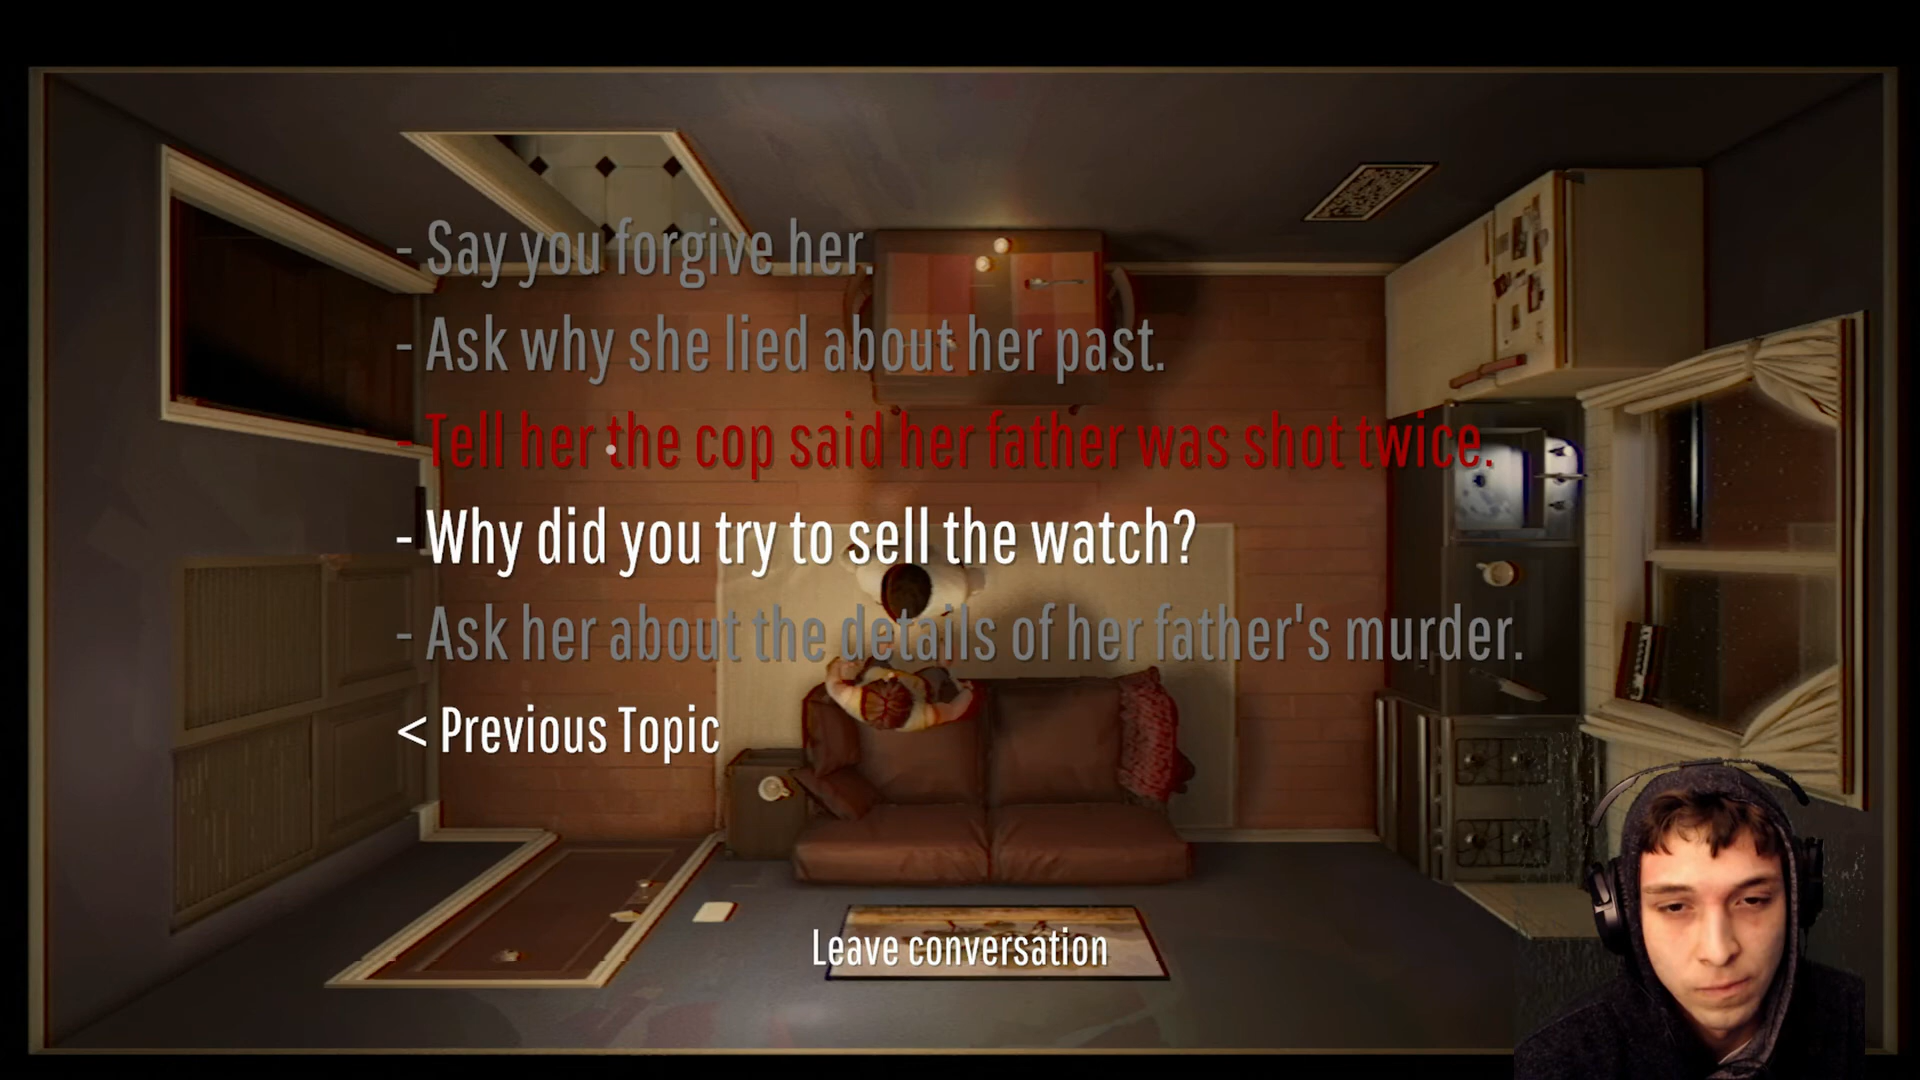 - Say you forgive her.
- Ask why she lied about her past.
- Tell her the cop said her father was shot twice.
- Why did you try to sell the watch?
- Ask her about the details of her father's murder.
< Previous Topic
Leave conversation